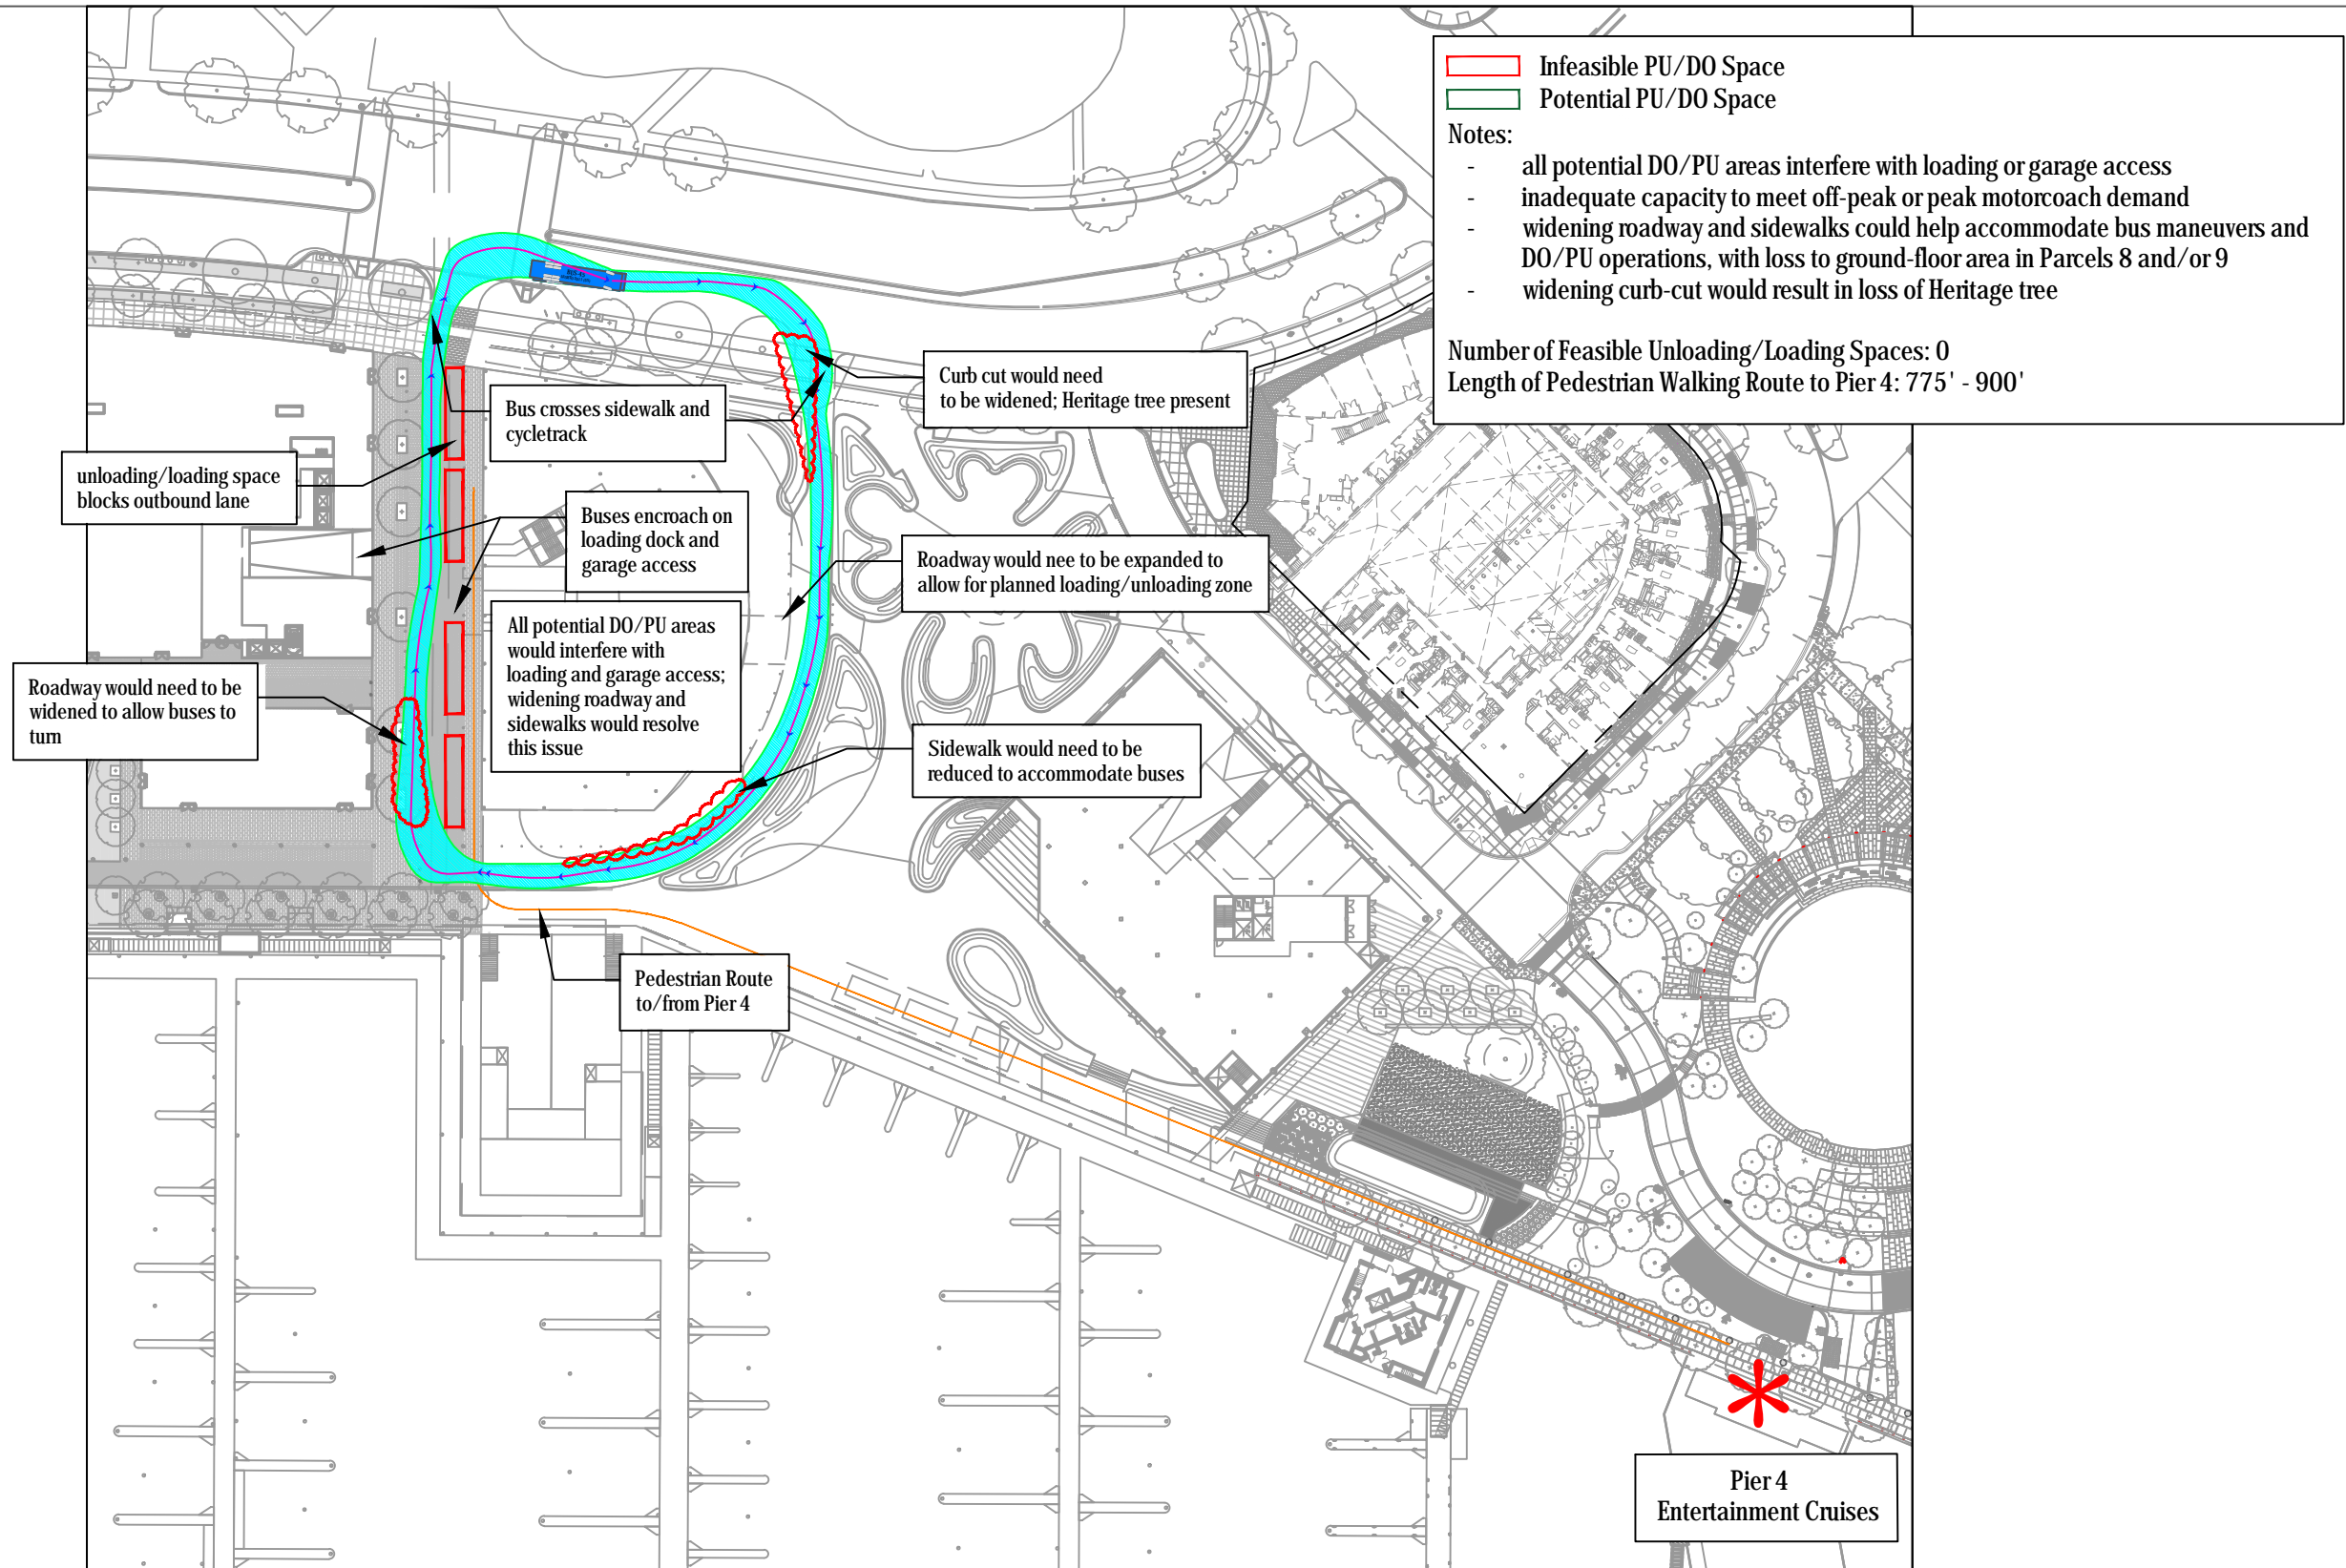 Infeasible PU/DO Space
Potential PU/DO Space
Notes:
- all potential DO/PU areas interfere with loading or garage access
- inadequate capacity to meet off-peak or peak motorcoach demand
- widening roadway and sidewalks could help accommodate bus maneuvers and
DO/PU operations, with loss to ground-floor area in Parcels 8 and/or 9
- widening curb-cut would result in loss of Heritage tree
Number of Feasible Unloading/Loading Spaces: 0
Length of Pedestrian Walking Route to Pier 4: 775' - 900'
Curb cut would need
to be widened; Heritage tree present
Bus crosses sidewalk and
cycletrack
unloading/loading space
blocks outbound lane
Buses encroach on
loading dock and
garage access
Roadway would nee to be expanded to
allow for planned loading/unloading zone
All potential DO/PU areas
would interfere with
loading and garage access;
widening roadway and
sidewalks would resolve
this issue
Roadway would need to be
widened to allow buses to
turn
Sidewalk would need to be
reduced to accommodate buses
Pedestrian Route
to/from Pier 4
Pier 4
Entertainment Cruises